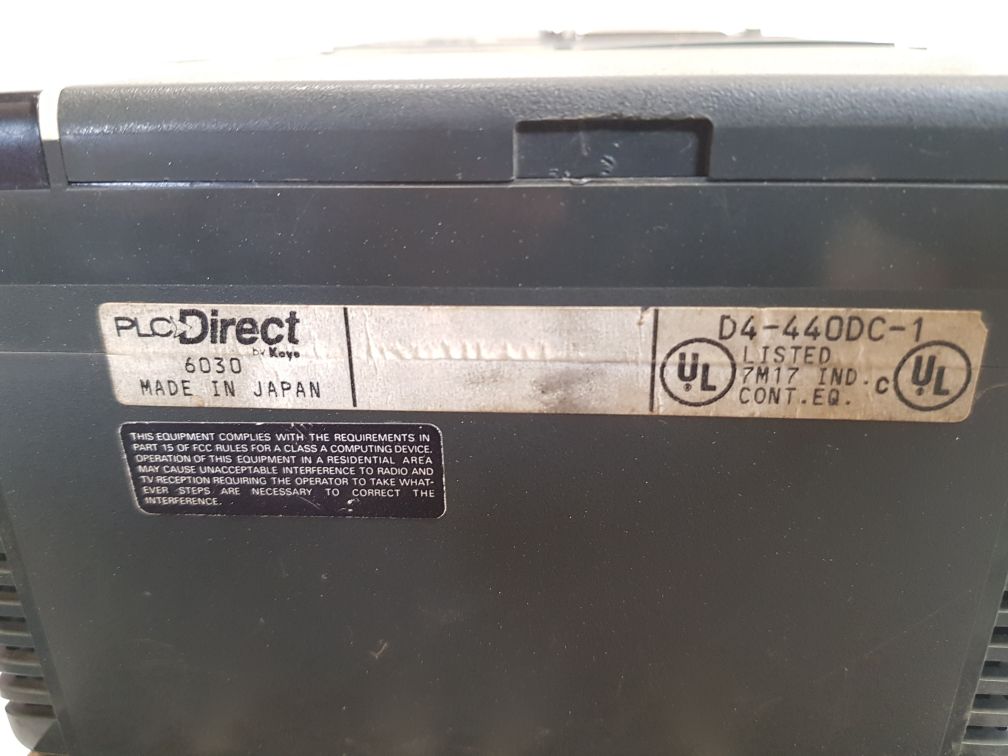 PLCDirect
by Koyo
6030
MADE IN JAPAN
D4-440DC-1
UL
LISTED
7M17 IND.
CONT.EQ.
C UL
THIS EQUIPMENT COMPLIES WITH THE REQUIREMENTS IN
PART 15 OF FCC RULES FOR A CLASS A COMPUTING DEVICE.
OPERATION OF THIS EQUIPMENT IN A RESIDENTIAL AREA
MAY CAUSE UNACCEPTABLE INTERFERENCE TO RADIO AND
TV RECEPTION REQUIRING THE OPERATOR TO TAKE WHAT-
EVER STEPS ARE NECESSARY TO CORRECT THE
INTERFERENCE.